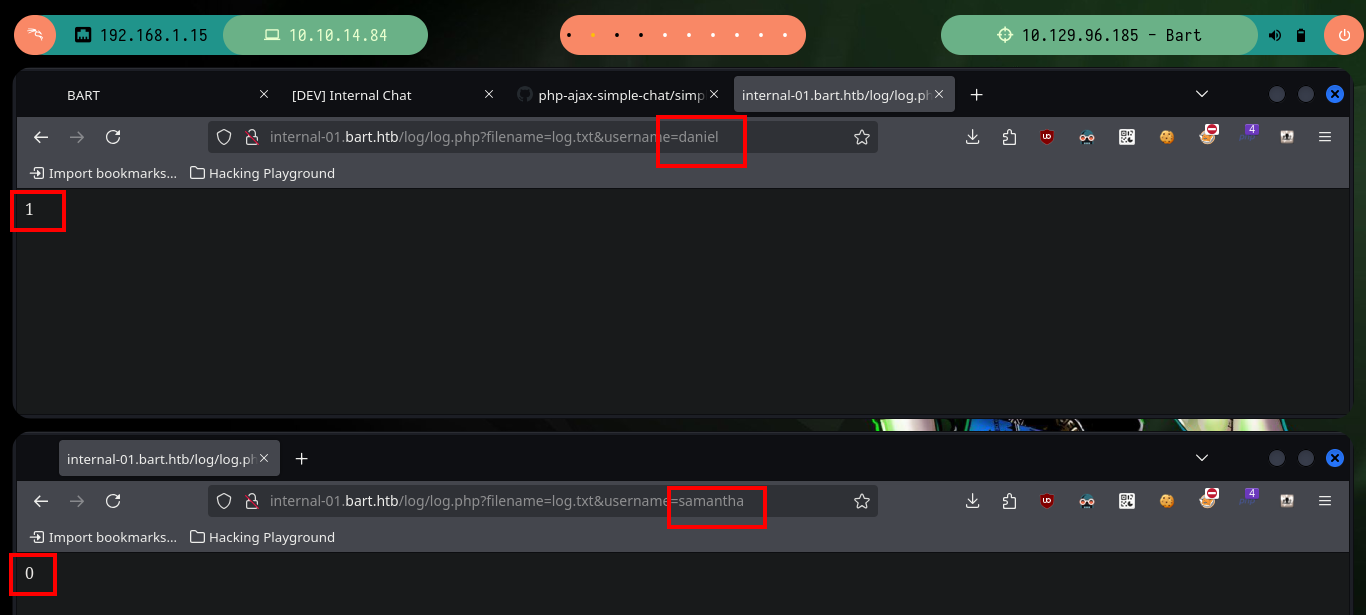 192.168.1.15 10.10.14.84 10.129.96.185 - Bart
BART [DEV] Internal Chat php-ajax-simple-chat/simp internal-01.bart.htb/log/log.ph
internal-01.bart.htb/log/log.php?filename=log.txt&username=daniel
4
Import bookmarks... Hacking Playground
1
internal-01.bart.htb/log/log.ph
internal-01.bart.htb/log/log.php?filename=log.txt&username=samantha
4
Import bookmarks... Hacking Playground
0